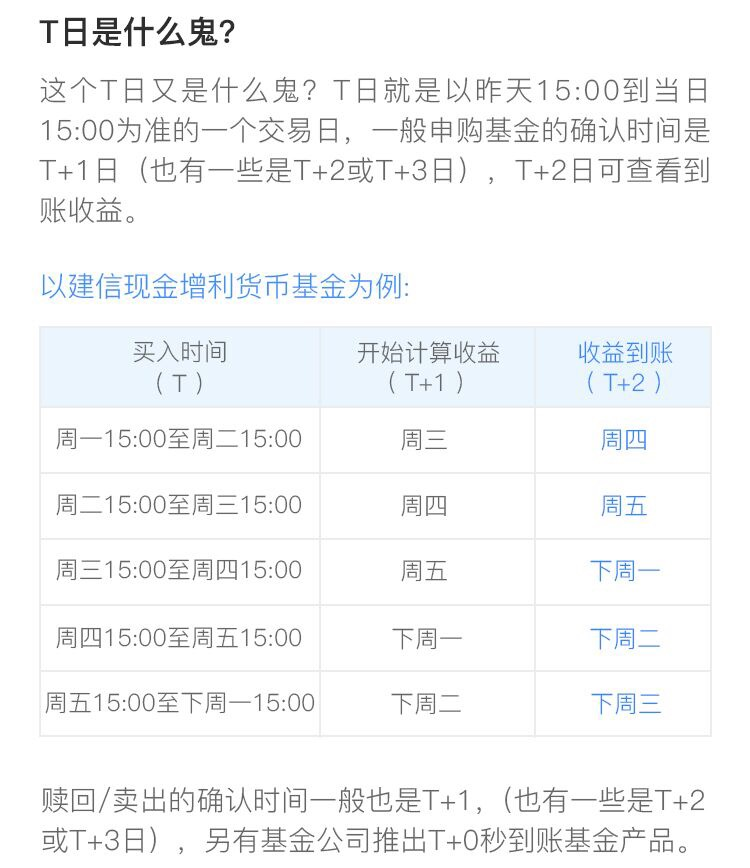 T日是什么鬼?
这个T日又是什么鬼？T日就是以昨天15:00到当日
15:00为准的一个交易日，一般申购基金的确认时间是
T+1日（也有一些是T+2或T+3日），T+2日可查看到
账收益。
以建信现金增利货币基金为例:
买入时间
（T）
开始计算收益
（T+1）
收益到账
（T+2）
周一15:00至周二15:00
周三
周四
周二15:00至周三15:00
周四
周五
周三15:00至周四15:00
周五
下周一
周四15:00至周五15:00
下周一
下周二
周五15:00至下周一15:00
下周二
下周三
赎回/卖出的确认时间一般也是T+1,（也有一些是T+2
或T+3日），另有基金公司推出T+0秒到账基金产品。